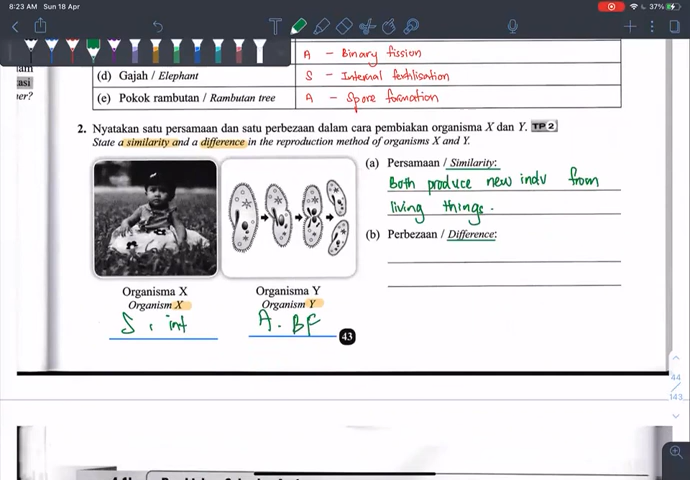 8:23 AM Sun 18 Apr
37%
A - Binary fission
(d) Gajah / Elephant
S - Internal fertilisation
asi
(e) Pokok rambutan / Rambutan tree
A - Spore formation
2. Nyatakan satu persamaan dan satu perbezaan dalam cara pembiakan organisma X dan Y. TP 2
State a similarity and a difference in the reproduction method of organisms X and Y.
(a) Persamaan / Similarity:
Both produce new indv from
living things.
(b) Perbezaan / Difference:
Organisma X
Organism X
S, int
Organisma Y
Organism Y
A. BF
43
44
143